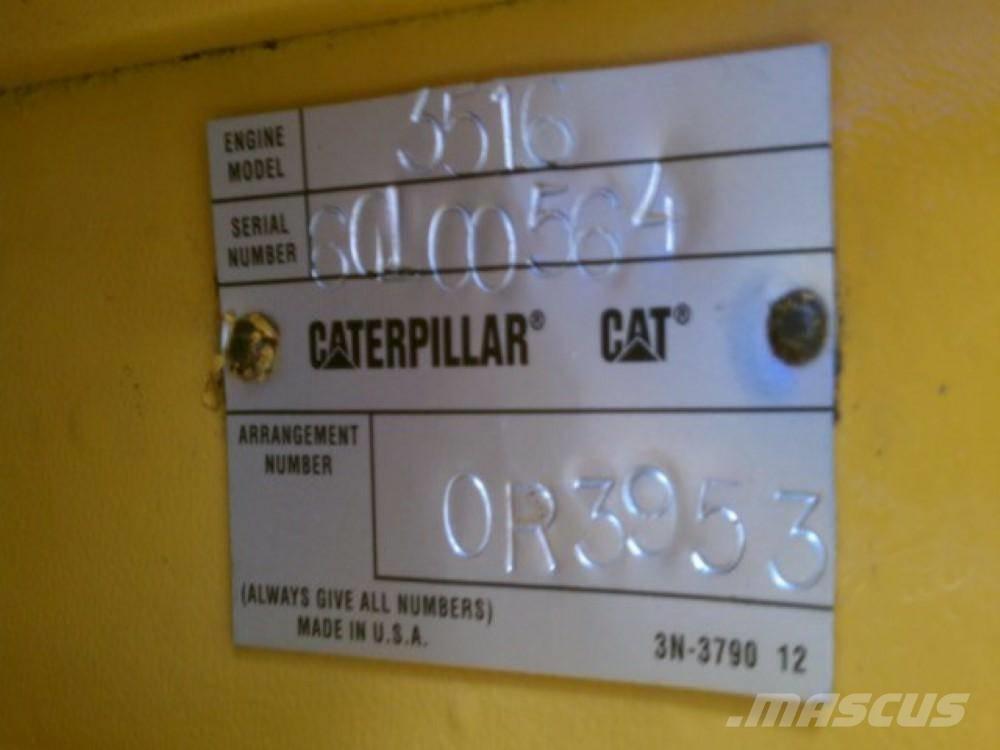 ENGINE MODEL 3516
SERIAL NUMBER 6QL00564
CATERPILLAR® CAT®
ARRANGEMENT NUMBER 0R3953
(ALWAYS GIVE ALL NUMBERS)
MADE IN U.S.A.
3N-3790 12
.MASCUS